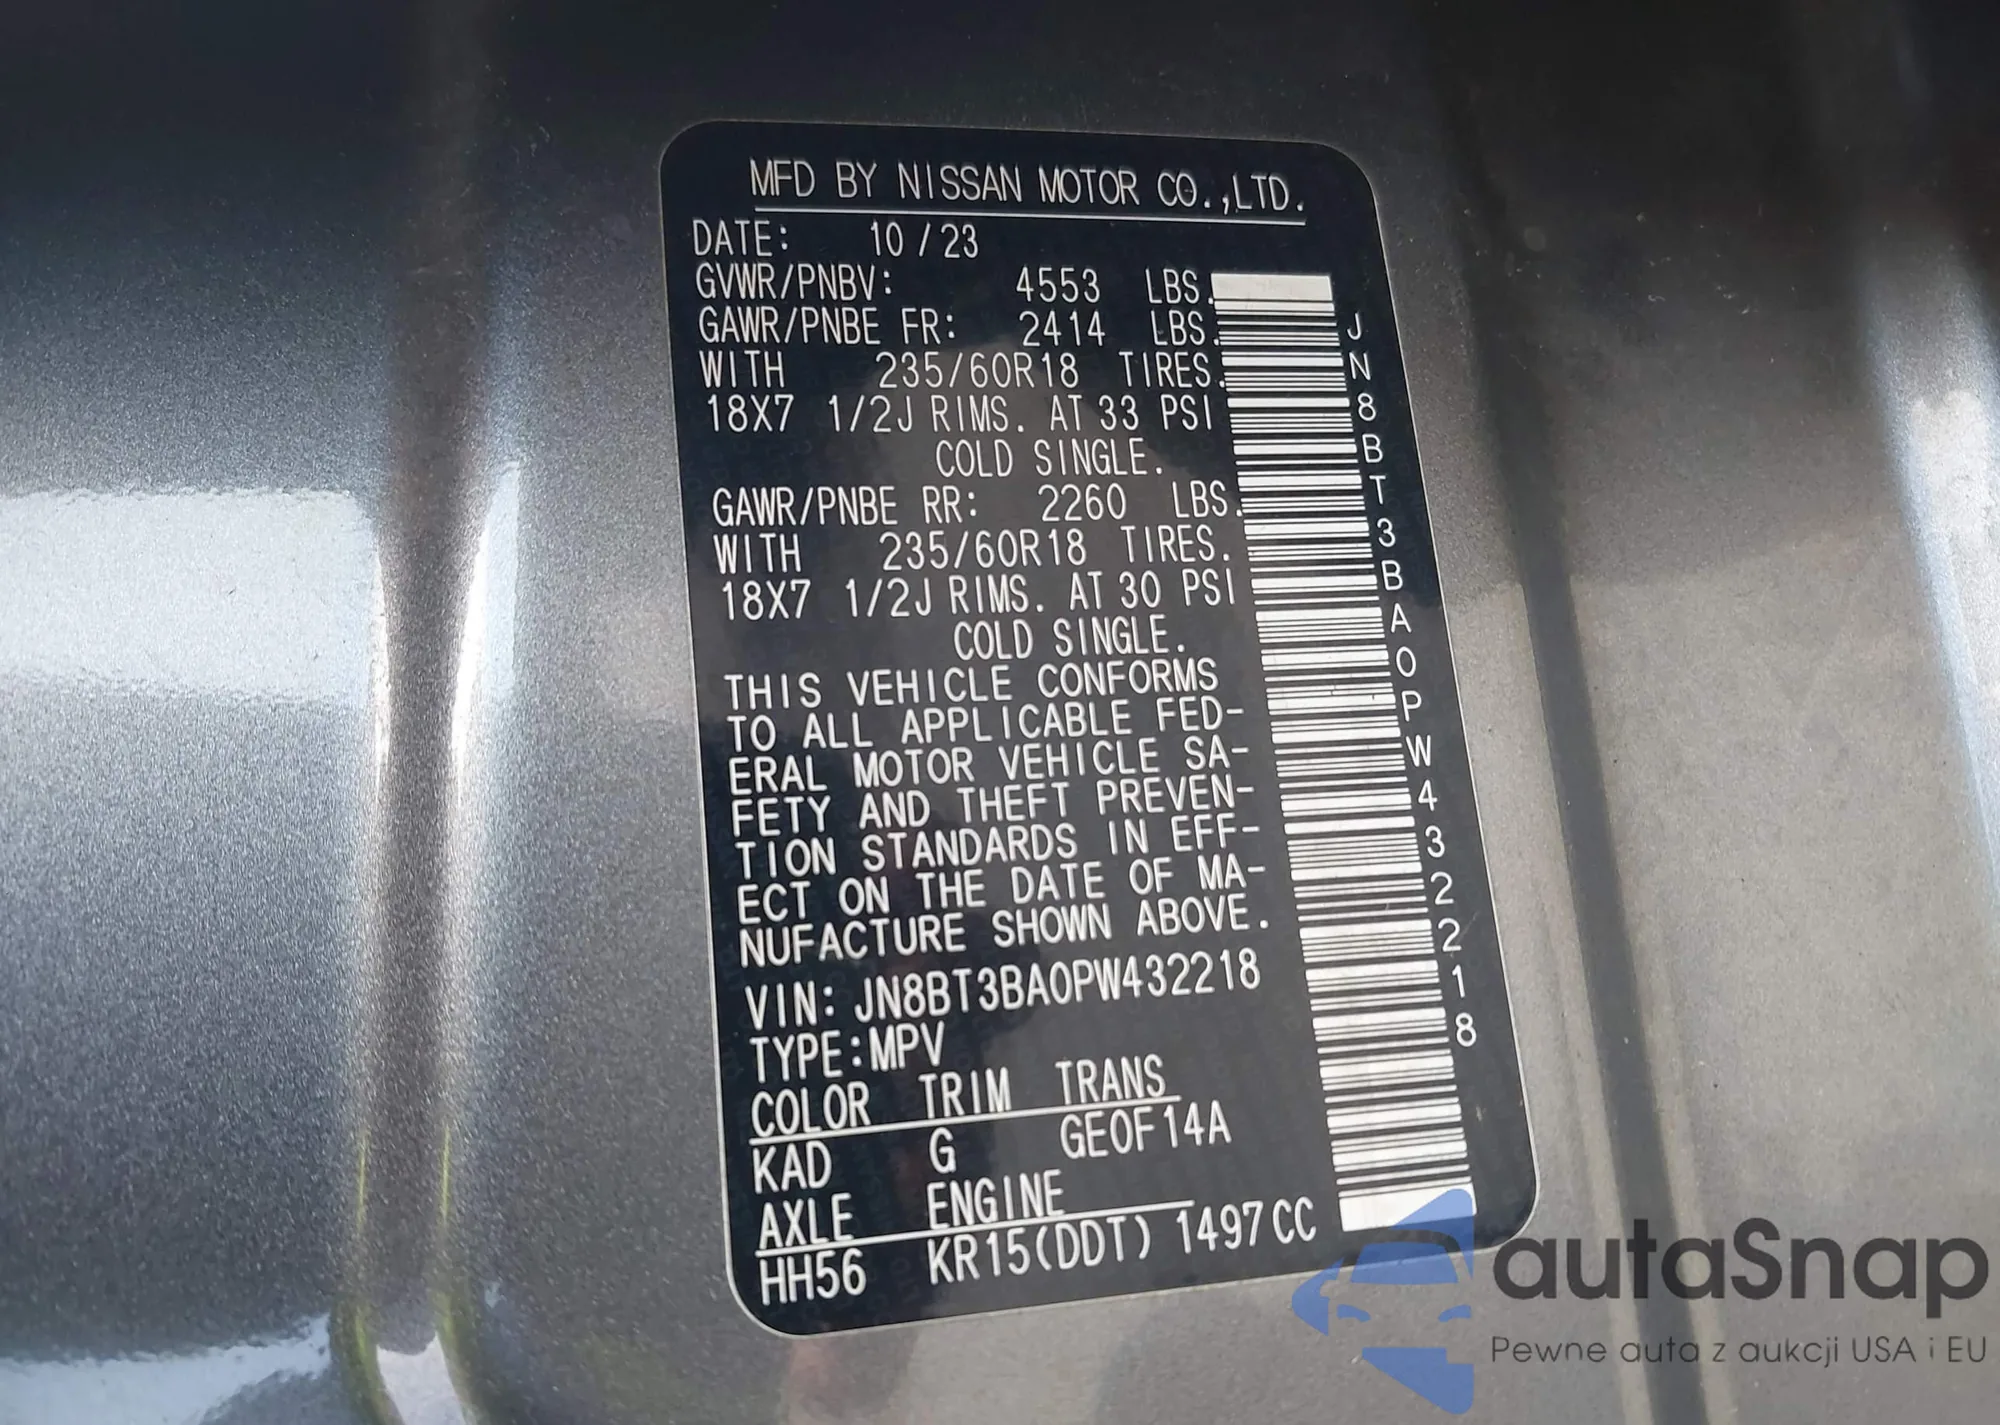 MFD BY NISSAN MOTOR CO.,LTD.
DATE: 10/23
GVWR/PNBV: 4553 LBS.
GAWR/PNBE FR: 2414 LBS.
WITH 235/60R18 TIRES.
18X7 1/2J RIMS. AT 33 PSI
COLD SINGLE.
GAWR/PNBE RR: 2260 LBS.
WITH 235/60R18 TIRES.
18X7 1/2J RIMS. AT 30 PSI
COLD SINGLE.
THIS VEHICLE CONFORMS
TO ALL APPLICABLE FED-
ERAL MOTOR VEHICLE SA-
FETY AND THEFT PREVEN-
TION STANDARDS IN EFF-
ECT ON THE DATE OF MA-
NUFACTURE SHOWN ABOVE.
VIN: JN8BT3BA0PW432218
TYPE:MPV
COLOR TRIM TRANS
KAD G GE0F14A
AXLE ENGINE
HH56 KR15(DDT) 1497CC
JN8BT3BA0PW432218
autaSnap
Pewne auta z aukcji USA i EU